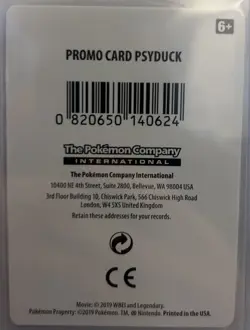 6+
PROMO CARD PSYDUCK
0 820650 140624
The Pokémon Company
INTERNATIONAL
The Pokémon Company International
10400 NE 4th Street, Suite 2800, Bellevue, WA 98004 USA
3rd Floor Building 10, Chiswick Park, 566 Chiswick High Road
London, W4 5XS United Kingdom
Retain these addresses for your records.
CE
Movie: © 2019 WBEI and Legendary.
Pokémon Property: ©2019 Pokémon. TM, ® Nintendo. Printed in the USA.